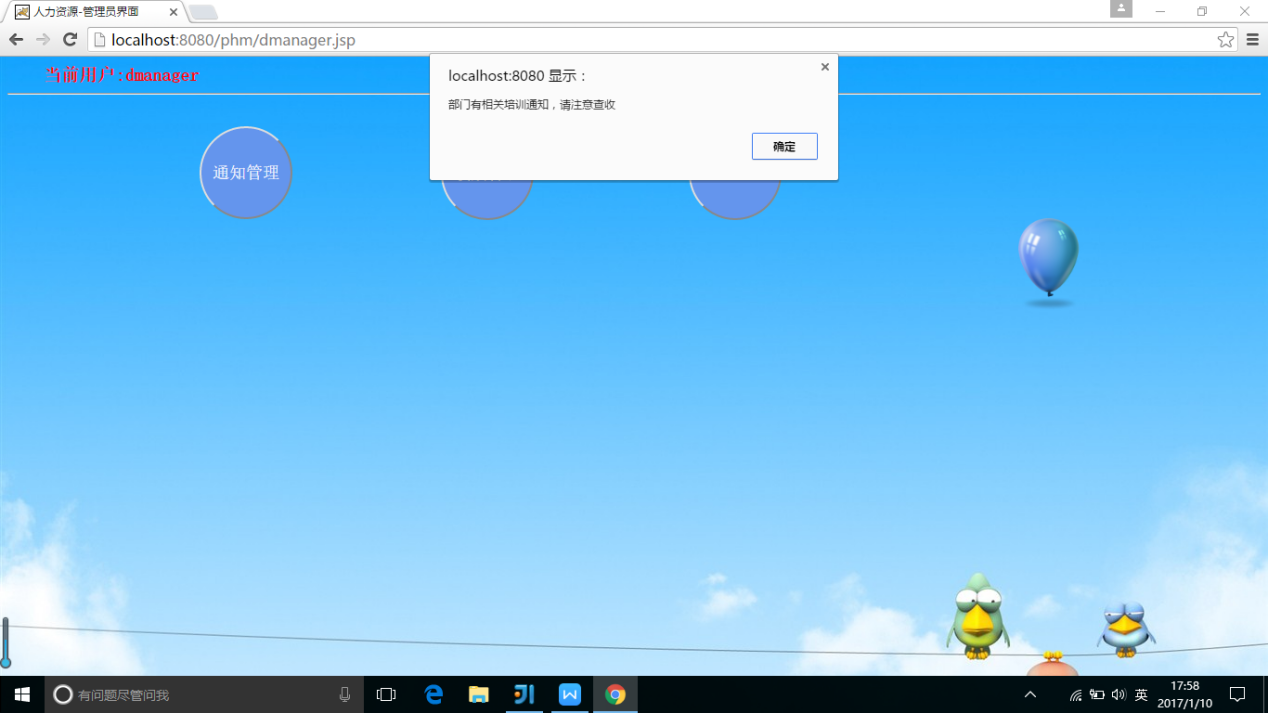 人力资源-管理员界面
localhost:8080/phm/dmanager.jsp
当前用户:dmanager
localhost:8080 显示：
部门有相关培训通知，请注意查收
确定
通知管理
有问题尽管问我
英
17:58
2017/1/10